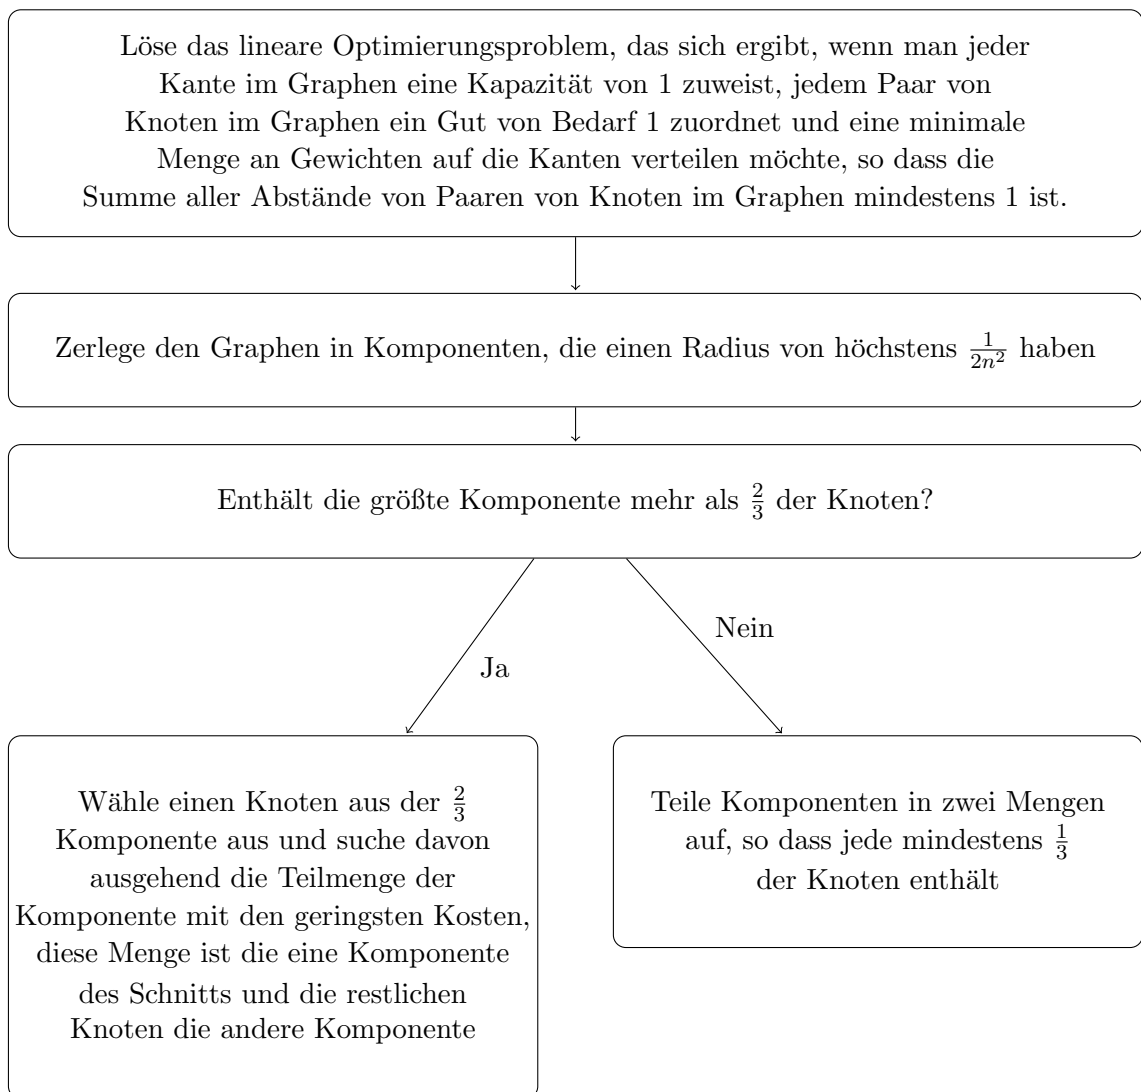 Löse das lineare Optimierungsproblem, das sich ergibt, wenn man jeder
Kante im Graphen eine Kapazität von 1 zuweist, jedem Paar von
Knoten im Graphen ein Gut von Bedarf 1 zuordnet und eine minimale
Menge an Gewichten auf die Kanten verteilen möchte, so dass die
Summe aller Abstände von Paaren von Knoten im Graphen mindestens 1 ist.
Zerlege den Graphen in Komponenten, die einen Radius von höchstens $\frac{1}{2n^2}$ haben
Enthält die größte Komponente mehr als $\frac{2}{3}$ der Knoten?
Ja
Nein
Wähle einen Knoten aus der $\frac{2}{3}$
Komponente aus und suche davon
ausgehend die Teilmenge der
Komponente mit den geringsten Kosten,
diese Menge ist die eine Komponente
des Schnitts und die restlichen
Knoten die andere Komponente
Teile Komponenten in zwei Mengen
auf, so dass jede mindestens $\frac{1}{3}$
der Knoten enthält